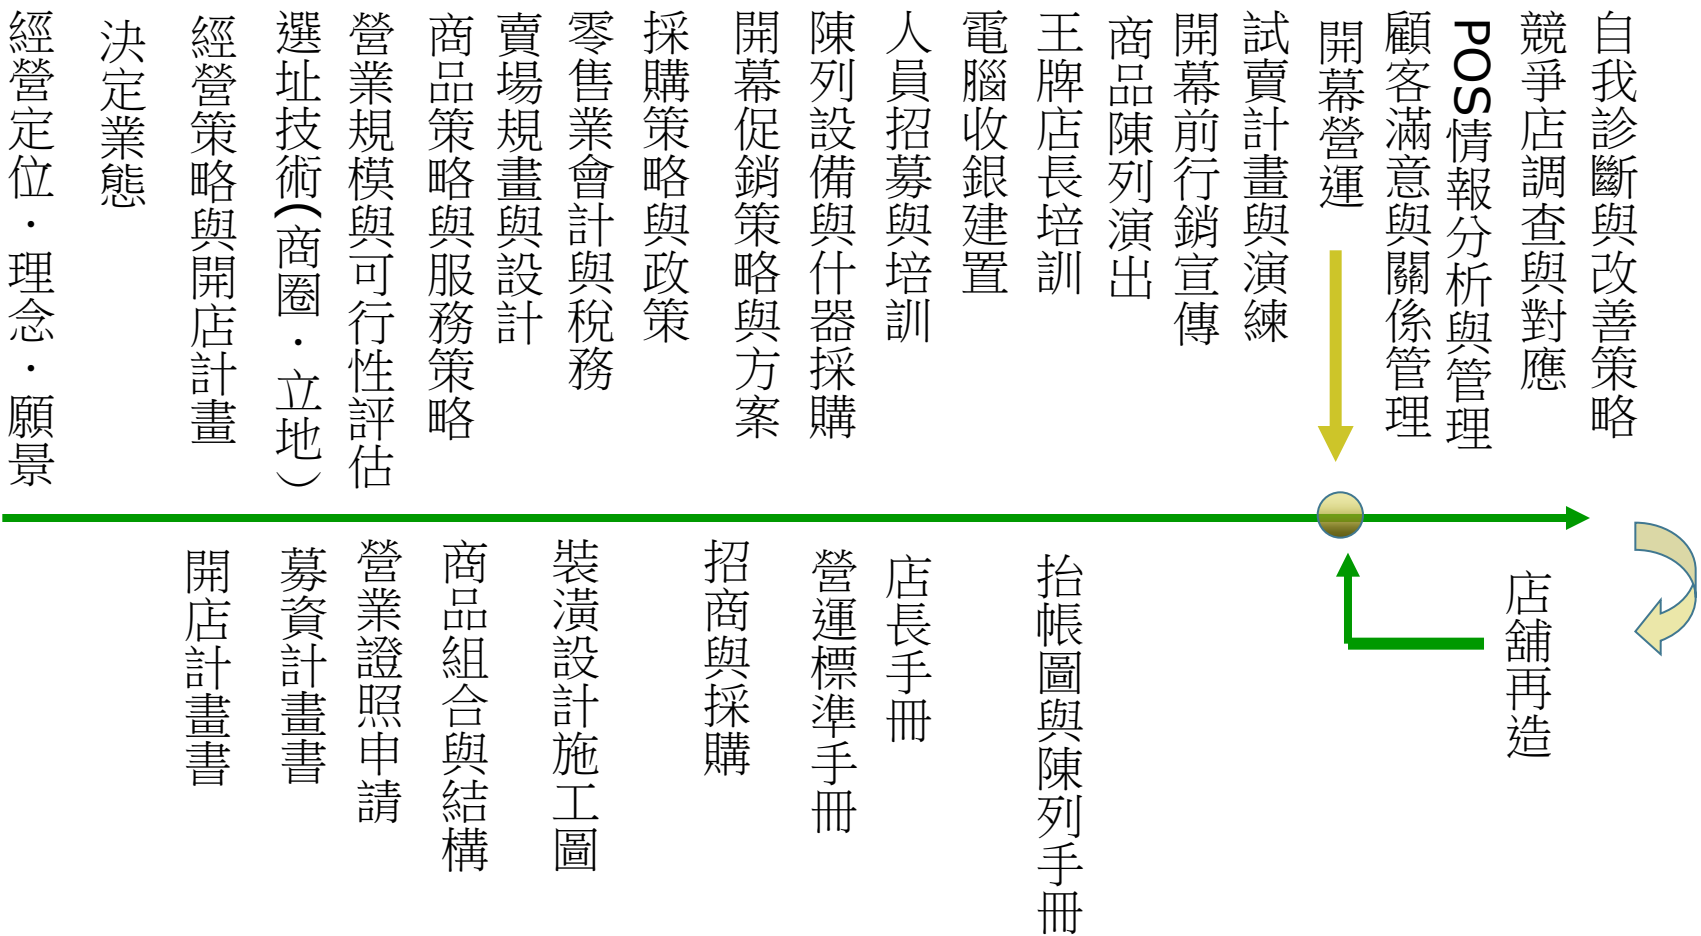 經營定位．理念．願景
決定業態
經營策略與開店計畫
選址技術(商圈．立地)
營業規模與可行性評估
商品策略與服務策略
賣場規畫與設計
零售業會計與稅務
採購策略與政策
開幕促銷策略與方案
陳列設備與什器採購
人員招募與培訓
電腦收銀建置
王牌店長培訓
商品陳列演出
開幕前行銷宣傳
試賣計畫與演練
開幕營運
顧客滿意與關係管理
POS情報分析與管理
競爭店調查與對應
自我診斷與改善策略
開店計畫書
募資計畫書
營業證照申請
商品組合與結構
裝潢設計施工圖
招商與採購
營運標準手冊
店長手冊
抬帳圖與陳列手冊
店舖再造